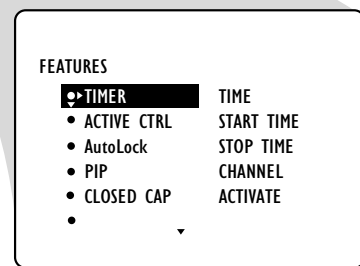 FEATURES
TIMER TIME
ACTIVE CTRL START TIME
AutoLock STOP TIME
PIP CHANNEL
CLOSED CAP ACTIVATE